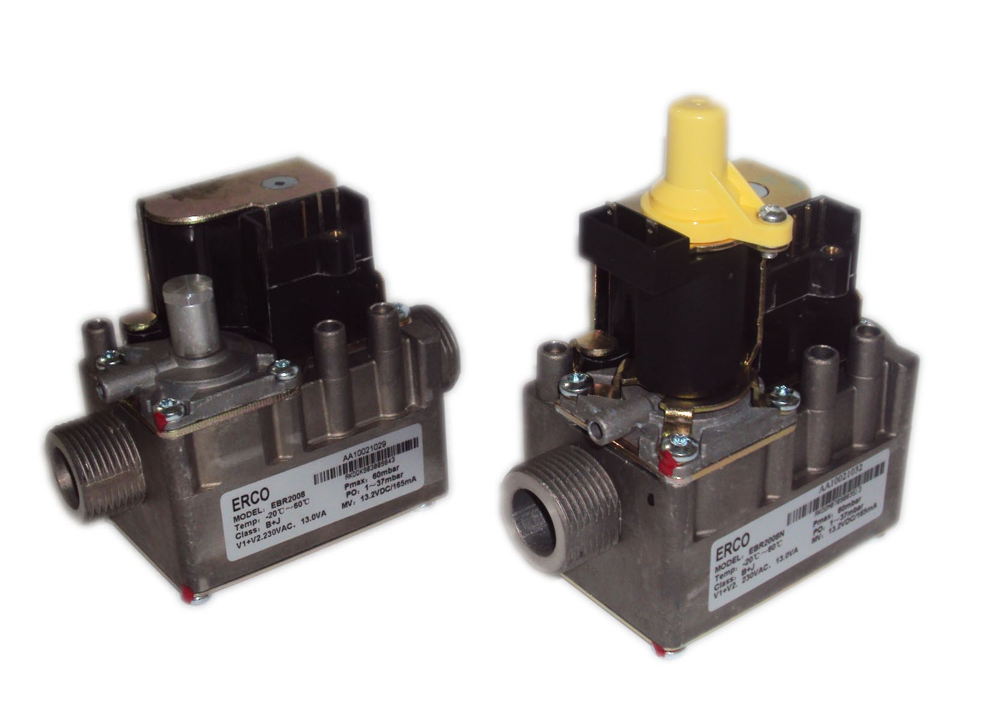 AA10021029
RKDQK903009843
ERCO
MODEL: EBR2008
Temp: -20℃～60℃
Class: B+J
V1+V2.230VAC, 13.0VA
Pmax: 60mbar
PO: 1～37mbar
MV: 13.2VDC/165mA
AA10021032
ERCO
MODEL: EBR2008N
Temp: -20℃～60℃
Class: B+J
V1+V2. 230VAC, 13.0VA
Pmax: 60mbar
PO: 1～37mbar
MV: 13.2VDC/165mA